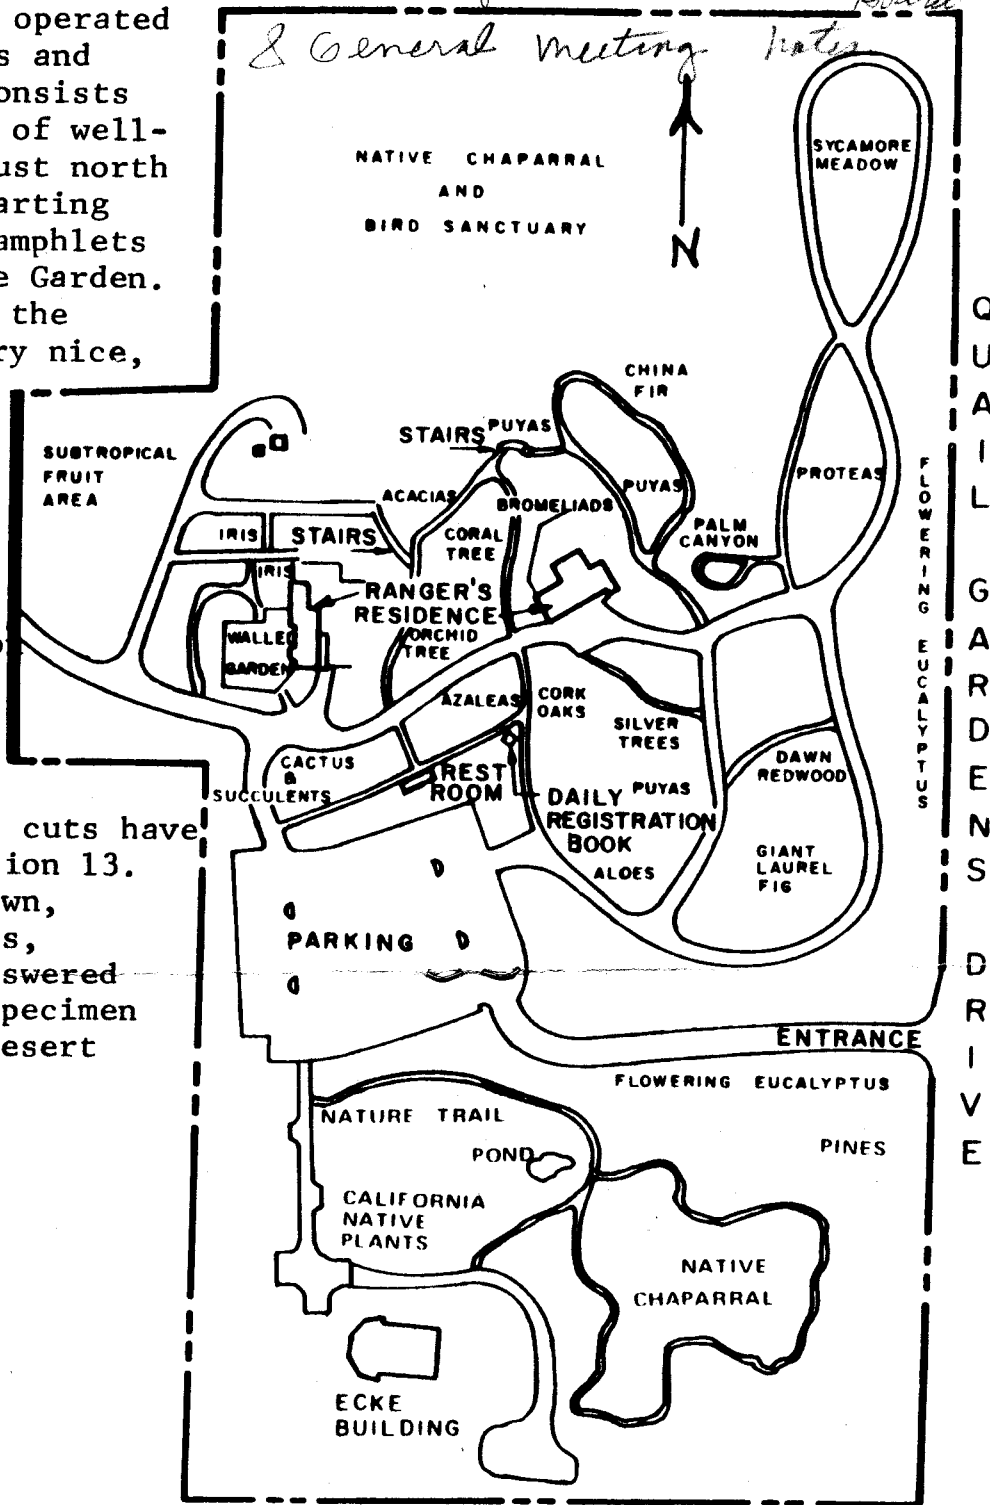 operated
s and
onsists
of well-
ust north
arting
amphlets
e Garden.
the
ry nice,
& General Meeting notes
N
NATIVE CHAPARRAL
AND
BIRD SANCTUARY
SYCAMORE
MEADOW
CHINA
FIR
STAIRS
PUYAS
SUBTROPICAL
FRUIT
AREA
ACACIAS
BROMELIADS
PUYAS
PROTEAS
IRIS
STAIRS
CORAL
TREE
PALM
CANYON
IRIS
RANGER'S
RESIDENCE
WALLED
GARDEN
ORCHID
TREE
AZALEAS
CORK
OAKS
SILVER
TREES
FLOWERING EUCALYPTUS
QUAIL GARDENS DRIVE
CACTUS
&
SUCCULENTS
REST
ROOM
DAILY
REGISTRATION
BOOK
PUYAS
DAWN
REDWOOD
ALOES
GIANT
LAUREL
FIG
cuts have
ion 13.
wn,
s,
swered
pecimen
esert
PARKING
ENTRANCE
FLOWERING EUCALYPTUS
NATURE TRAIL
POND
PINES
CALIFORNIA
NATIVE
PLANTS
NATIVE
CHAPARRAL
ECKE
BUILDING